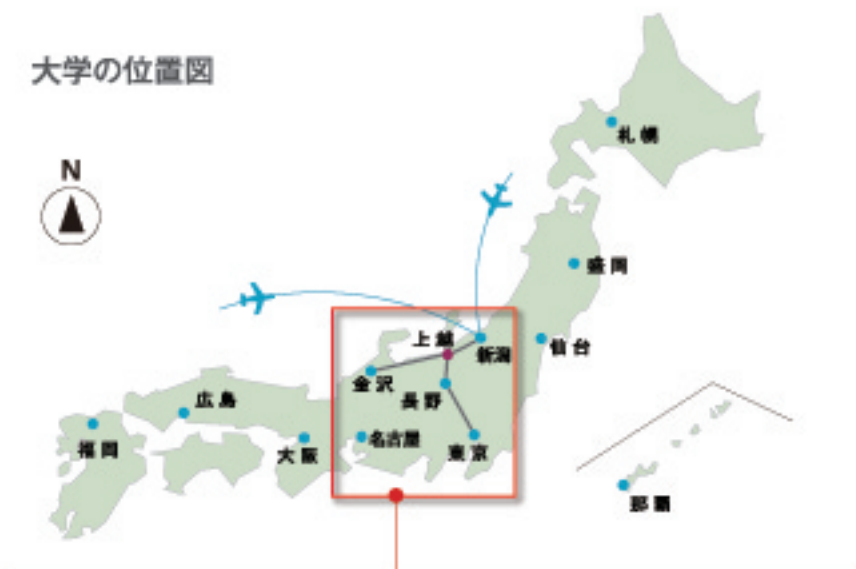 大学の位置図
N
札幌
盛岡
上越
新潟
仙台
金沢
長野
広島
名古屋
福岡
大阪
東京
那覇